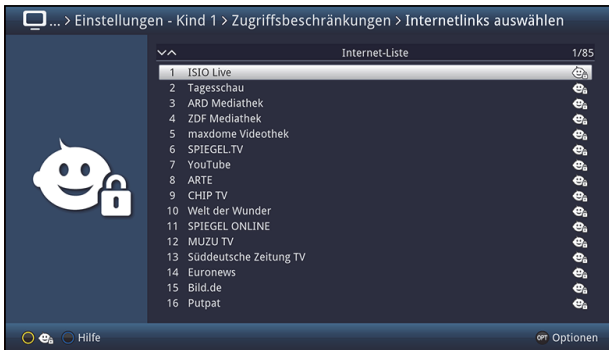 ... > Einstellungen - Kind 1 > Zugriffsbeschränkungen > Internetlinks auswählen
Internet-Liste 1/85
1 ISIO Live
2 Tagesschau
3 ARD Mediathek
4 ZDF Mediathek
5 maxdome Videothek
6 SPIEGEL.TV
7 YouTube
8 ARTE
9 CHIP TV
10 Welt der Wunder
11 SPIEGEL ONLINE
12 MUZU TV
13 Süddeutsche Zeitung TV
14 Euronews
15 Bild.de
16 Putpat
Hilfe OPT Optionen